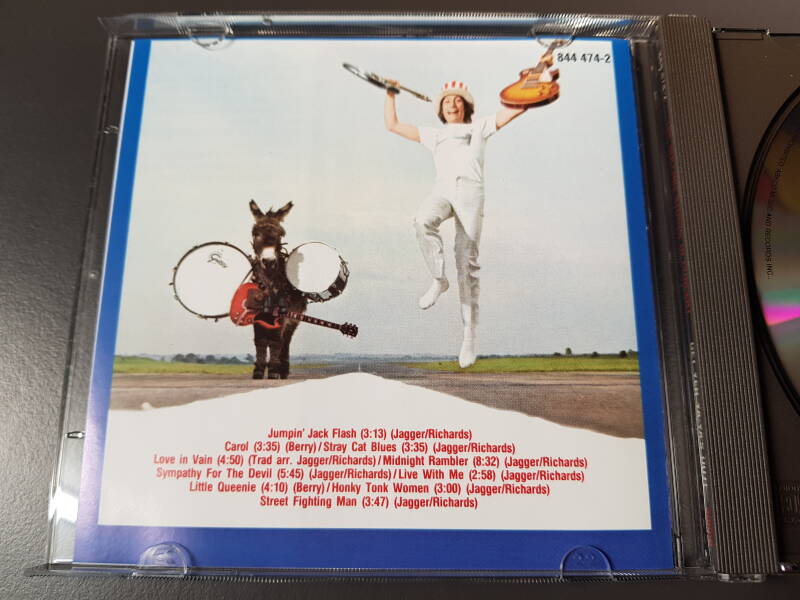 844 474-2
Jumpin' Jack Flash (3:13) (Jagger/Richards)
Carol (3:35) (Berry)/Stray Cat Blues (3:35) (Jagger/Richards)
Love in Vain (4:50) (Trad arr. Jagger/Richards)/Midnight Rambler (8:32) (Jagger/Richards)
Sympathy For The Devil (5:45) (Jagger/Richards)/Live With Me (2:58) (Jagger/Richards)
Little Queenie (4:10) (Berry)/Honky Tonk Women (3:00) (Jagger/Richards)
Street Fighting Man (3:47) (Jagger/Richards)
AND RECORDS INC.